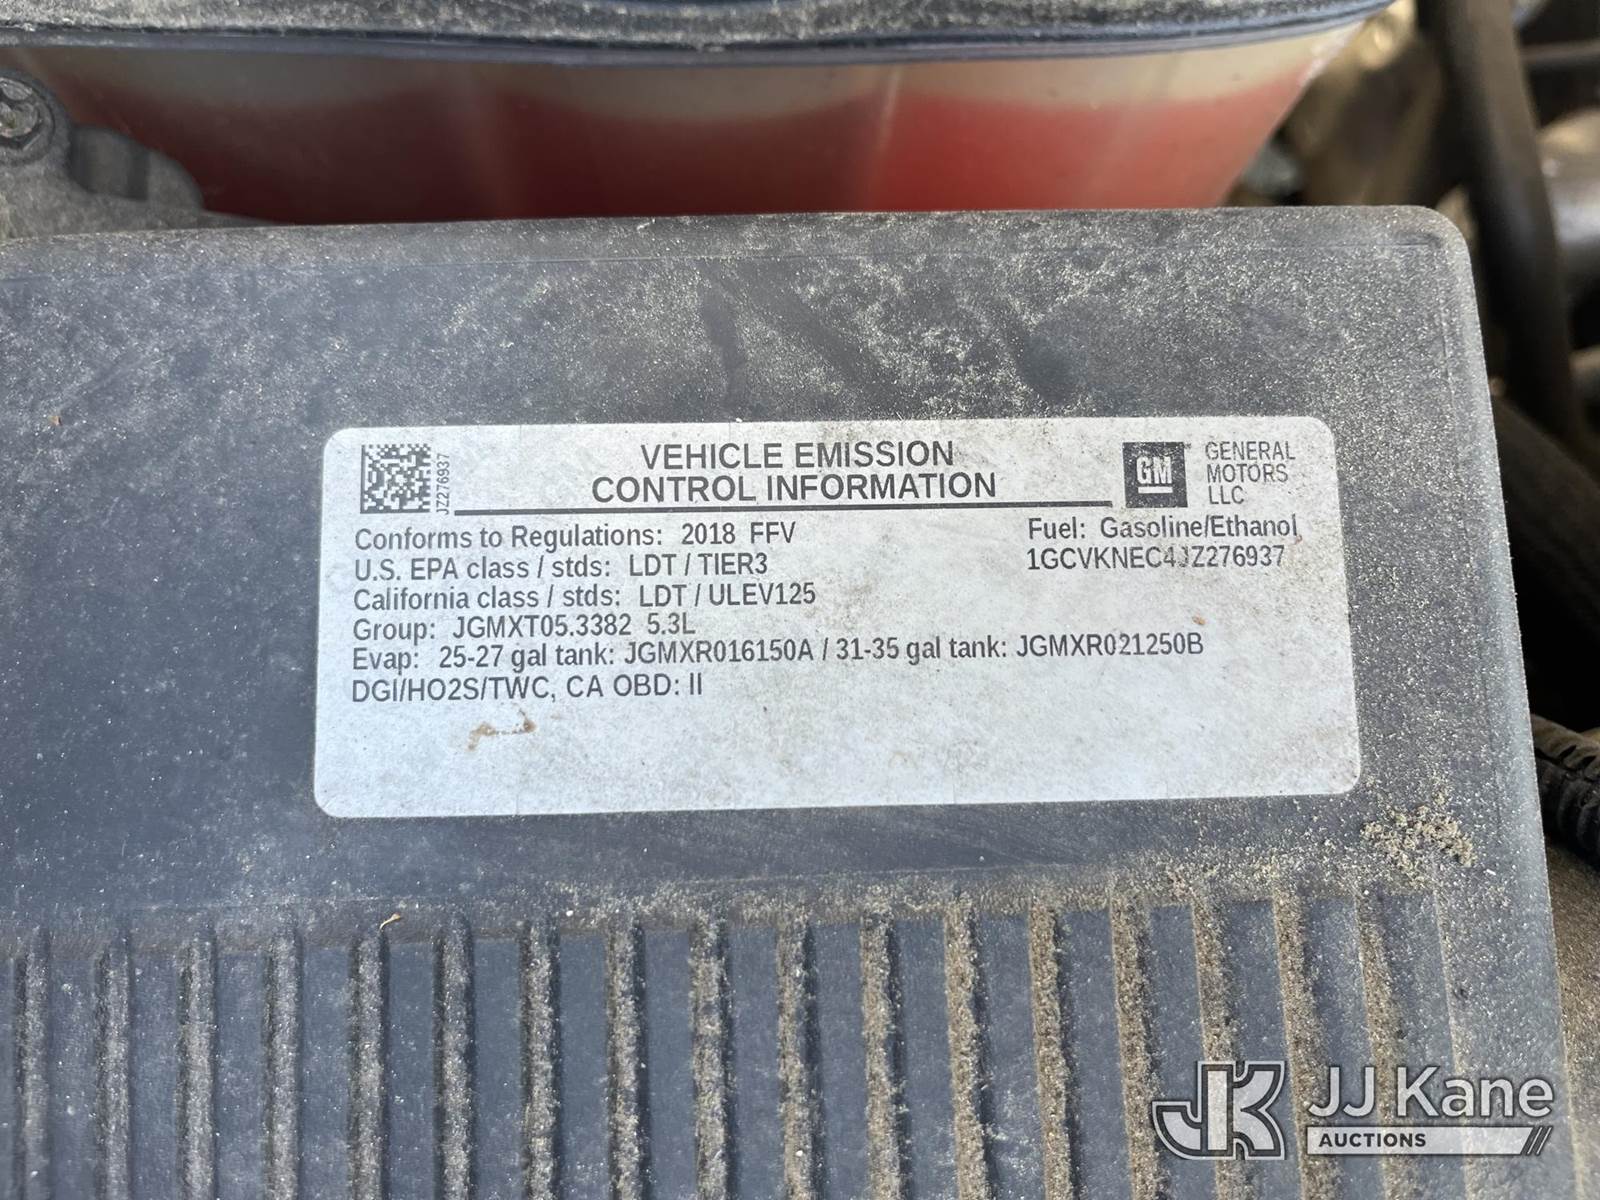 JZ276937
VEHICLE EMISSION
CONTROL INFORMATION
GM
GENERAL
MOTORS
LLC
Conforms to Regulations: 2018 FFV
Fuel: Gasoline/Ethanol
U.S. EPA class / stds: LDT / TIER3
1GCVKNEC4JZ276937
California class / stds: LDT / ULEV125
Group: JGMXT05.3382 5.3L
Evap: 25-27 gal tank: JGMXR016150A / 31-35 gal tank: JGMXR021250B
DGI/HO2S/TWC, CA OBD: II
JK JJ Kane
AUCTIONS